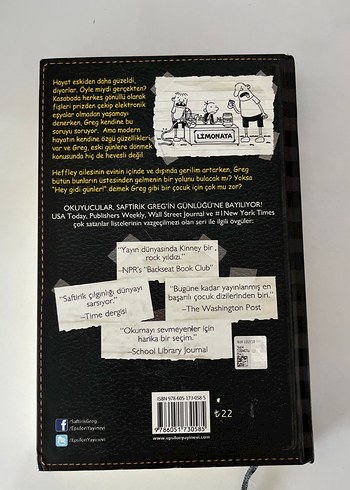 Hayat eskiden daha güzeldi,
diyorlar. Öyle miydi gerçekten?
Kasabada herkes gönüllü olarak
fişleri prizden çekip elektronik
eşyalar olmadan yaşamayı
denerken, Greg kendine bu
soruyu soruyor. Ama modern
hayatın kendine özgü güzellikleri
var ve Greg, eski günlere dönmek
konusunda hiç de hevesli değil.
LIMONATA
Heffley ailesinin evinin içinde ve dışında gerilim artarken, Greg
bütün bunların üstesinden gelmenin bir yolunu bulacak mı? Yoksa
"Hey gidi günler!" demek Greg gibi bir çocuk için çok mu zor?
OKUYUCULAR, SAFTİRİK GREG'İN GÜNLÜĞÜ'NE BAYILIYOR!
USA Today, Publishers Weekly, Wall Street Journal ve #1 New York Times
çok satanlar listelerinin vazgeçilmezi olan seri ile ilgili övgüler:
"Yayın dünyasında Kinney bir
rock yıldızı."
—NPR's "Backseat Book Club"
"Saftirik çılgınlığı dünyayı
sarsıyor."
—Time dergisi
"Bugüne kadar yayınlanmış en
başarılı çocuk dizilerinden biri."
—The Washington Post
"Okumayı sevmeyenler için
harika bir seçim."
—School Library Journal
ISBN 978-605-173-058-5
9 786051 730585
www.epsilonyayinevi.com
₺22
/SaftirikGreg
/EpsilonYayinevi
/EpsilonYayinevi